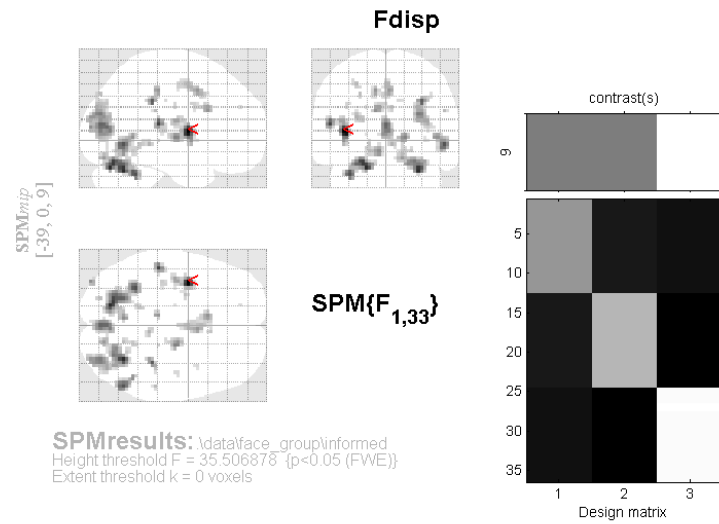 Fdisp
SPMmip
[-39, 0, 9]
<
<
<
SPM{F1,33}
SPMresults: .\data\face_group\informed
Height threshold F = 35.506878 {p<0.05 (FWE)}
Extent threshold k = 0 voxels
contrast(s)
9
5
10
15
20
25
30
35
1 2 3
Design matrix